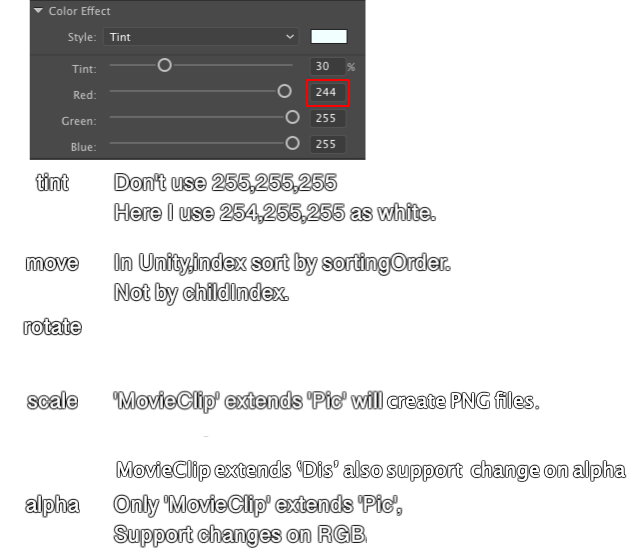 Color Effect
Style: Tint
Tint: 30 %
Red: 244
Green: 255
Blue: 255
tint Don't use 255,255,255
Here I use 254,255,255 as white.
move In Unity,index sort by sortingOrder.
Not by childIndex.
rotate
scale 'MovieClip' extends 'Pic' will create PNG files.
MovieClip extends 'Dis' also support change on alpha
alpha Only 'MovieClip' extends 'Pic',
Support changes on RGB.